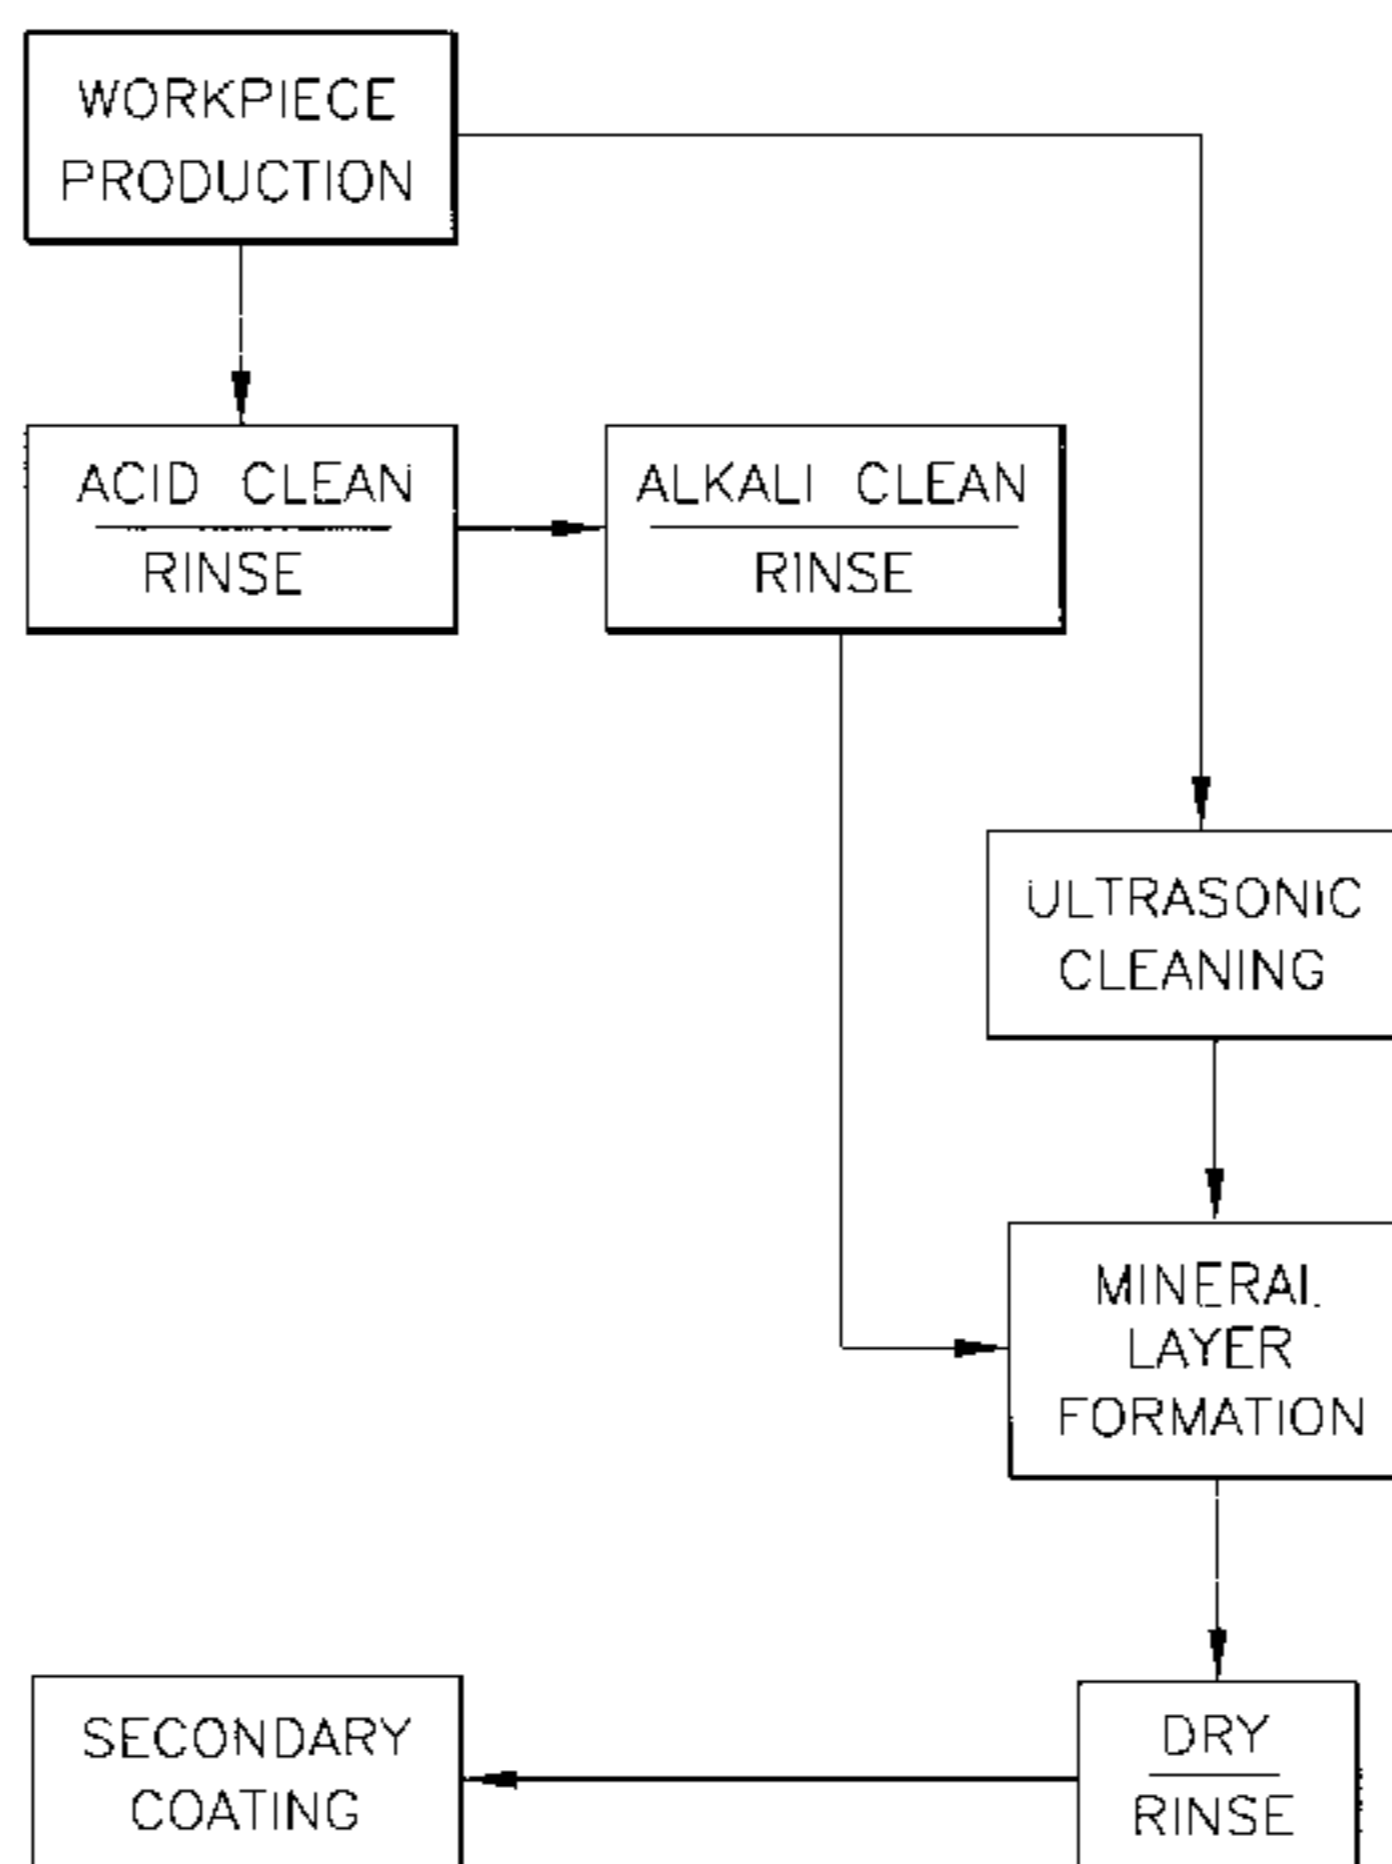 WORKPIECE
PRODUCTION
ACID CLEAN
RINSE
ALKALI CLEAN
RINSE
ULTRASONIC
CLEANING
MINERAL
LAYER
FORMATION
SECONDARY
COATING
DRY
RINSE